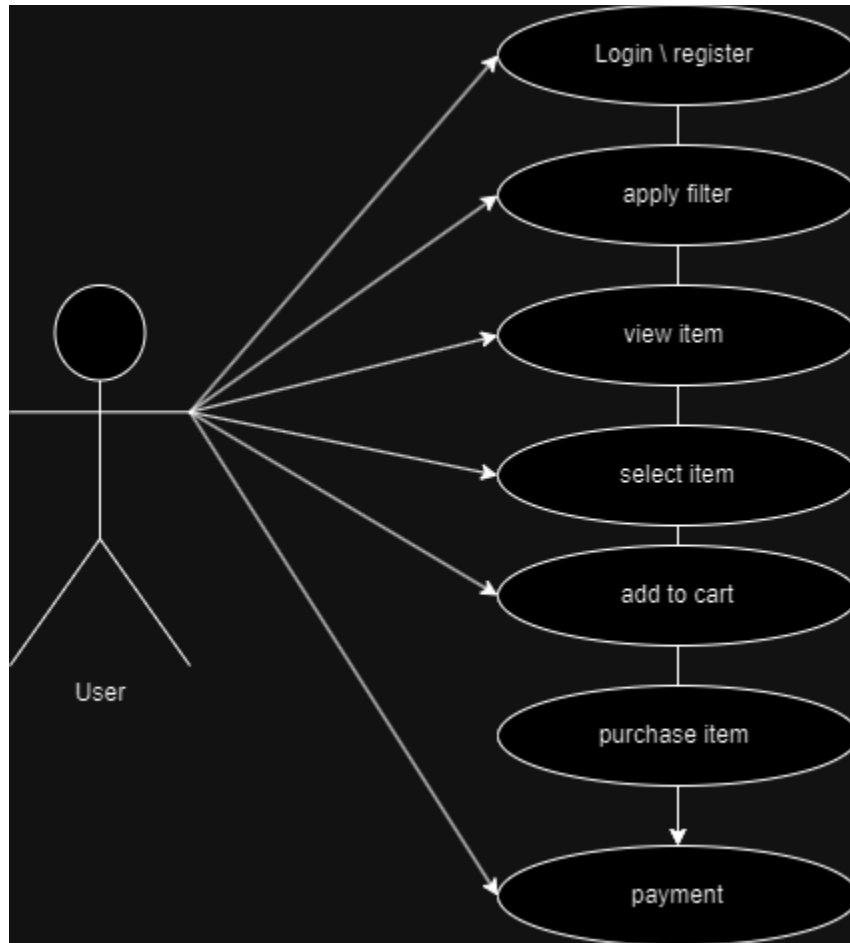 Login \ register
apply filter
view item
select item
add to cart
User
purchase item
payment